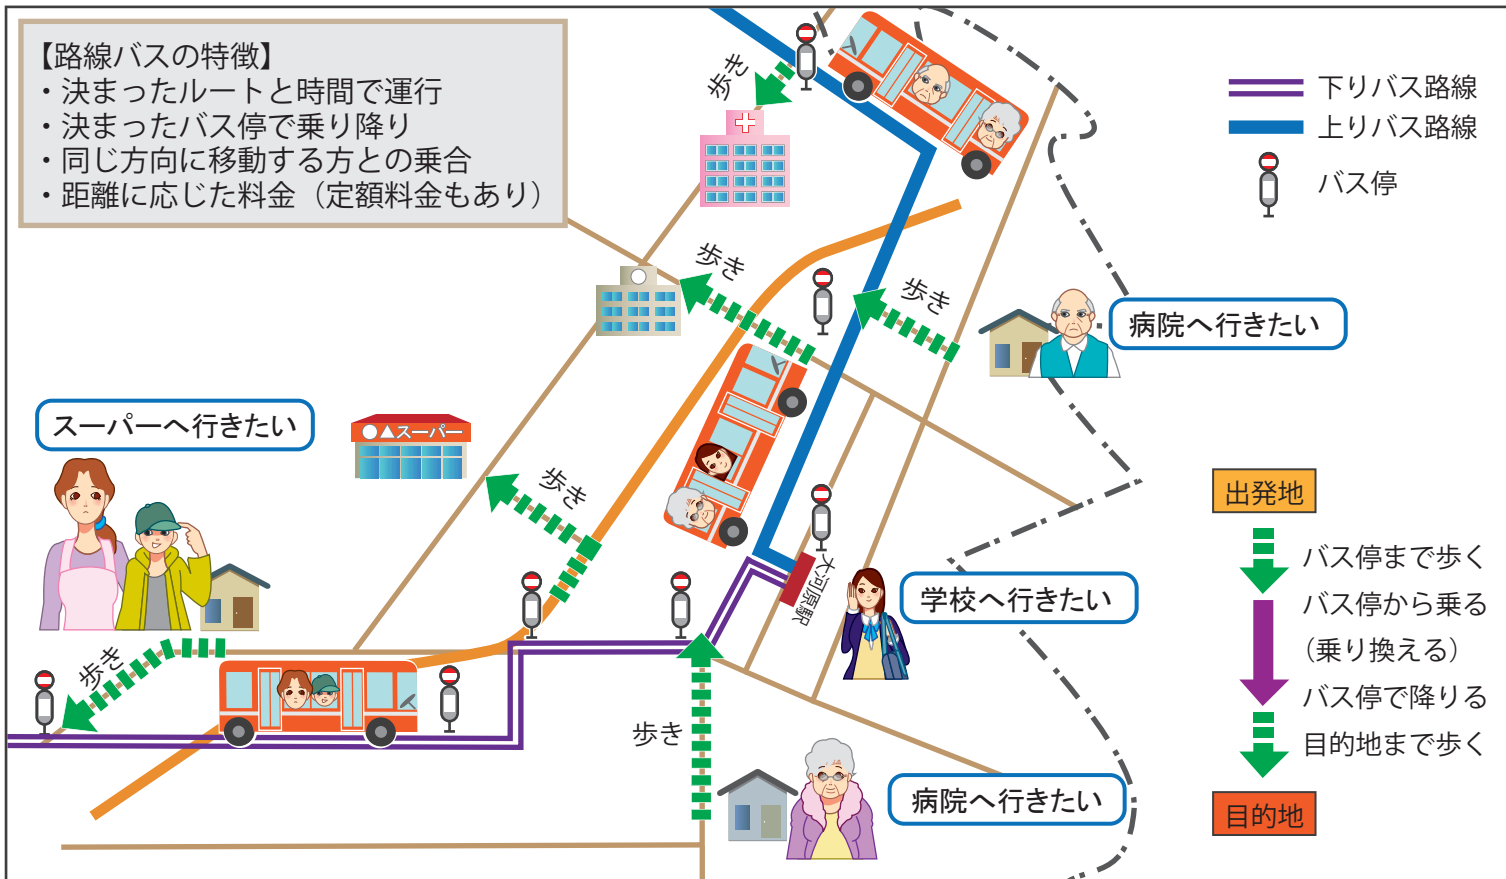 【路線バスの特徴】
・決まったルートと時間で運行
・決まったバス停で乗り降り
・同じ方向に移動する方との乗合
・距離に応じた料金（定額料金もあり）
下りバス路線
上りバス路線
バス停
歩き
歩き
歩き
病院へ行きたい
スーパーへ行きたい
○▲スーパー
歩き
大河原駅
学校へ行きたい
歩き
歩き
病院へ行きたい
出発地
バス停まで歩く
バス停から乗る
（乗り換える）
バス停で降りる
目的地まで歩く
目的地